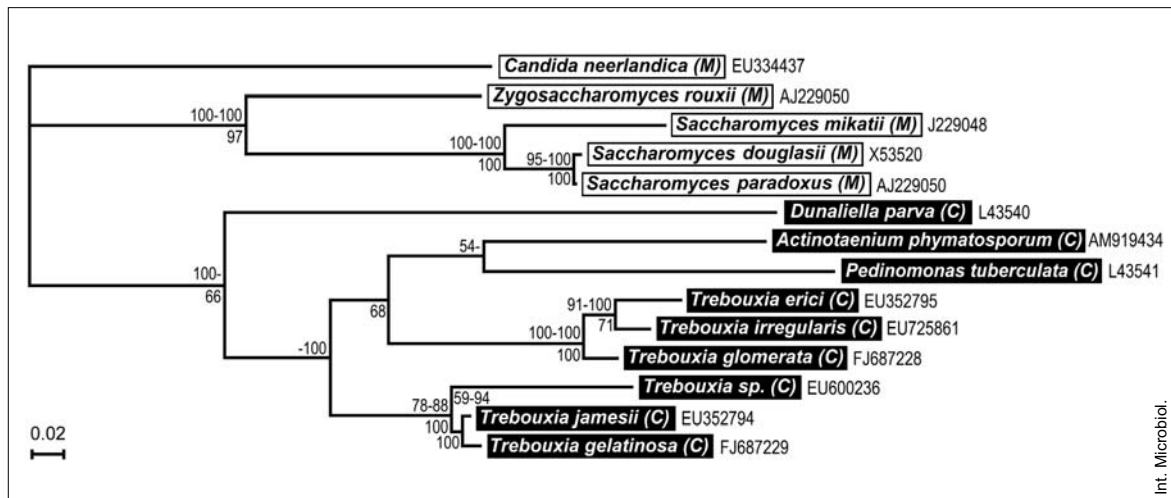 Candida neerlandica (M) EU334437
Zygosaccharomyces rouxii (M) AJ229050
100-100
97
Saccharomyces mikatii (M) J229048
100-100
100
Saccharomyces douglasii (M) X53520
95-100
100
Saccharomyces paradoxus (M) AJ229050
Dunaliella parva (C) L43540
Actinotaenium phymatosporum (C) AM919434
54-
Pedinomonas tuberculata (C) L43541
100-
66
68
Trebouxia erici (C) EU352795
91-100
71
Trebouxia irregularis (C) EU725861
100-100
100
Trebouxia glomerata (C) FJ687228
-100
Trebouxia sp. (C) EU600236
59-94
78-88
100
Trebouxia jamesii (C) EU352794
100
Trebouxia gelatinosa (C) FJ687229
0.02
Int. Microbiol.